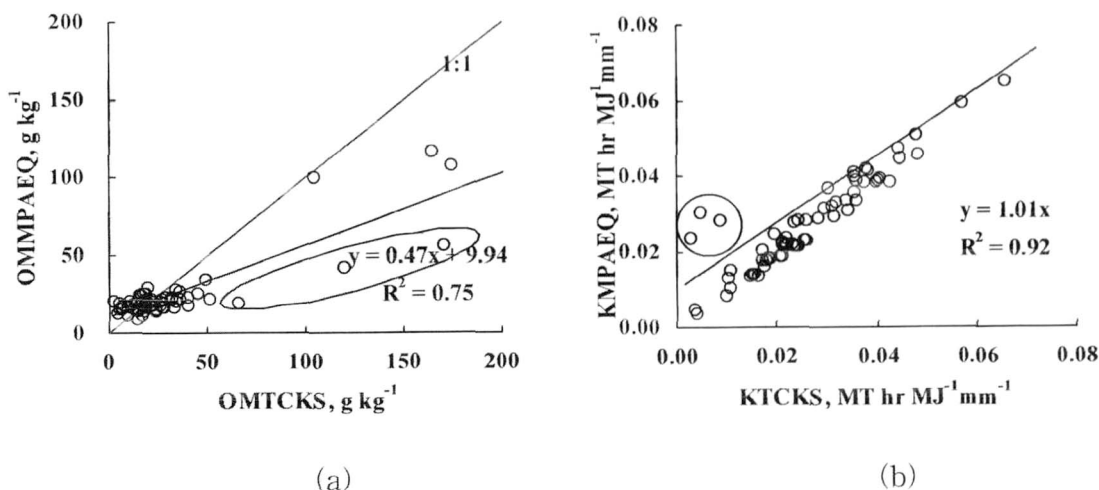 200
150
100
50
0
OMMPAEQ, g kg⁻¹
1:1
y = 0.47x + 9.94
R² = 0.75
0 50 100 150 200
OMTCKS, g kg⁻¹
(a)
0.08
0.06
0.04
0.02
0.00
KMPAEQ, MT hr MJ¹mm⁻¹
y = 1.01x
R² = 0.92
0.00 0.02 0.04 0.06 0.08
KTCKS, MT hr MJ⁻¹mm⁻¹
(b)